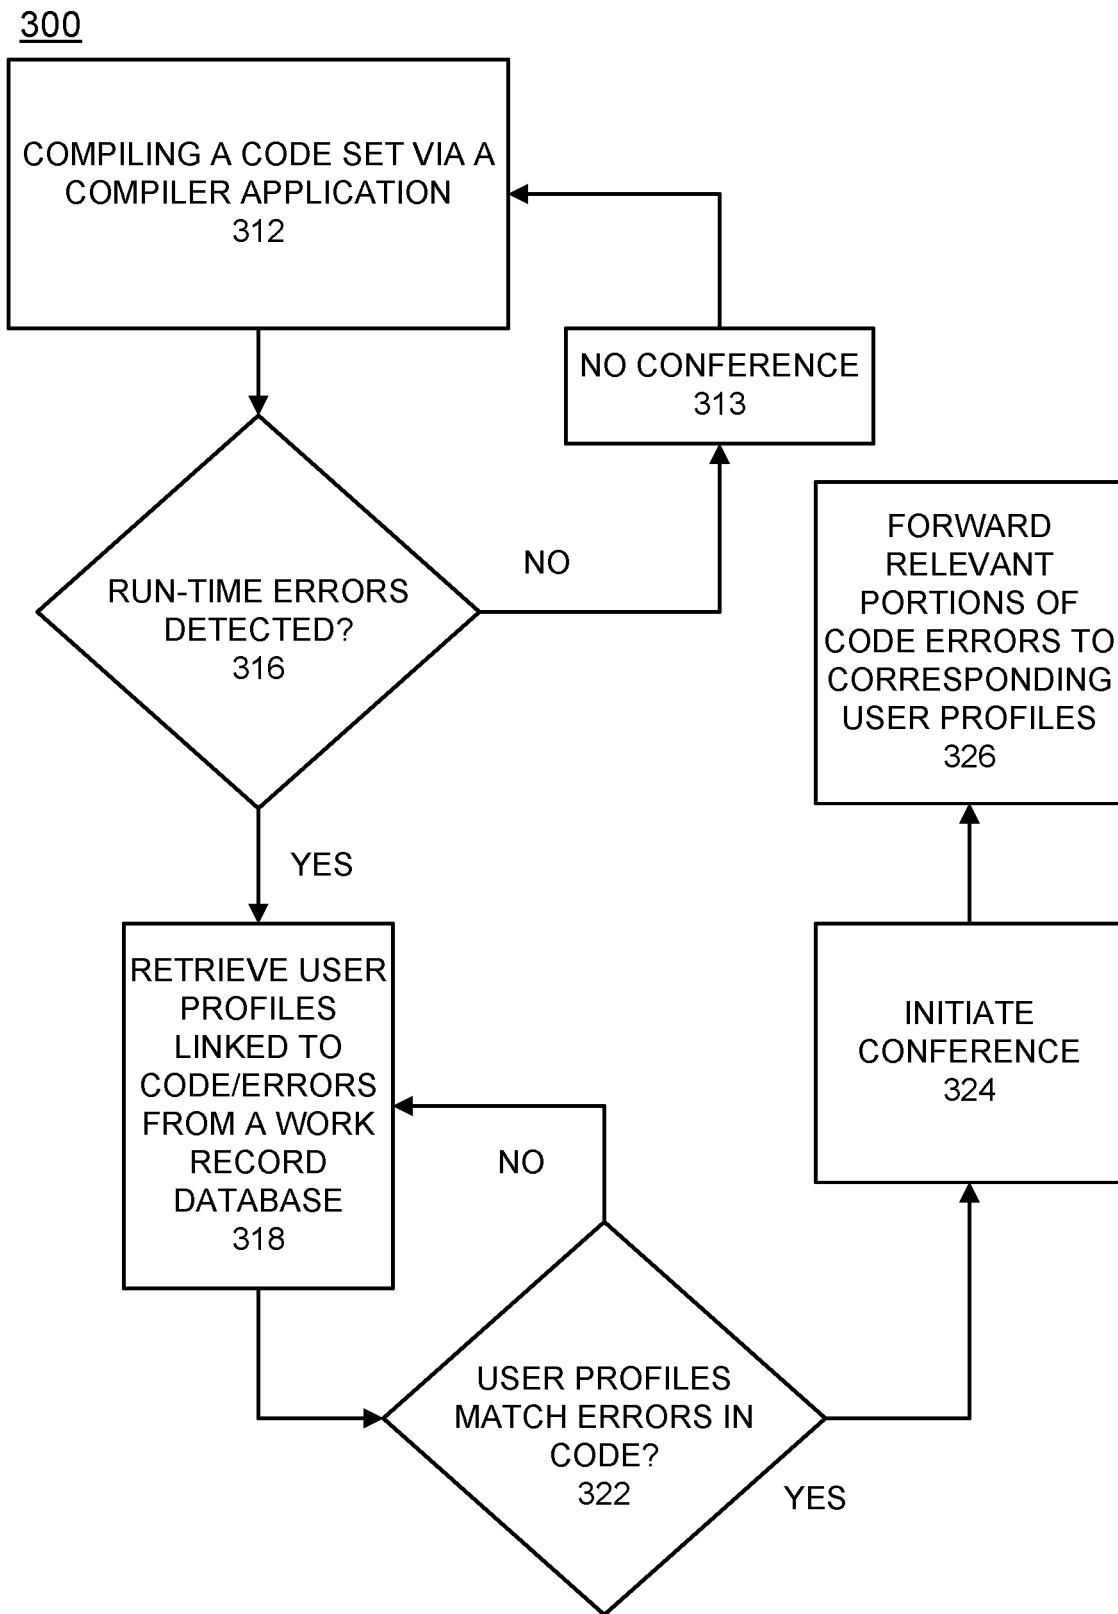 300
COMPILING A CODE SET VIA A
COMPILER APPLICATION
312
NO CONFERENCE
313
RUN-TIME ERRORS
DETECTED?
316
NO
YES
FORWARD
RELEVANT
PORTIONS OF
CODE ERRORS TO
CORRESPONDING
USER PROFILES
326
RETRIEVE USER
PROFILES
LINKED TO
CODE/ERRORS
FROM A WORK
RECORD
DATABASE
318
NO
INITIATE
CONFERENCE
324
USER PROFILES
MATCH ERRORS IN
CODE?
322
YES